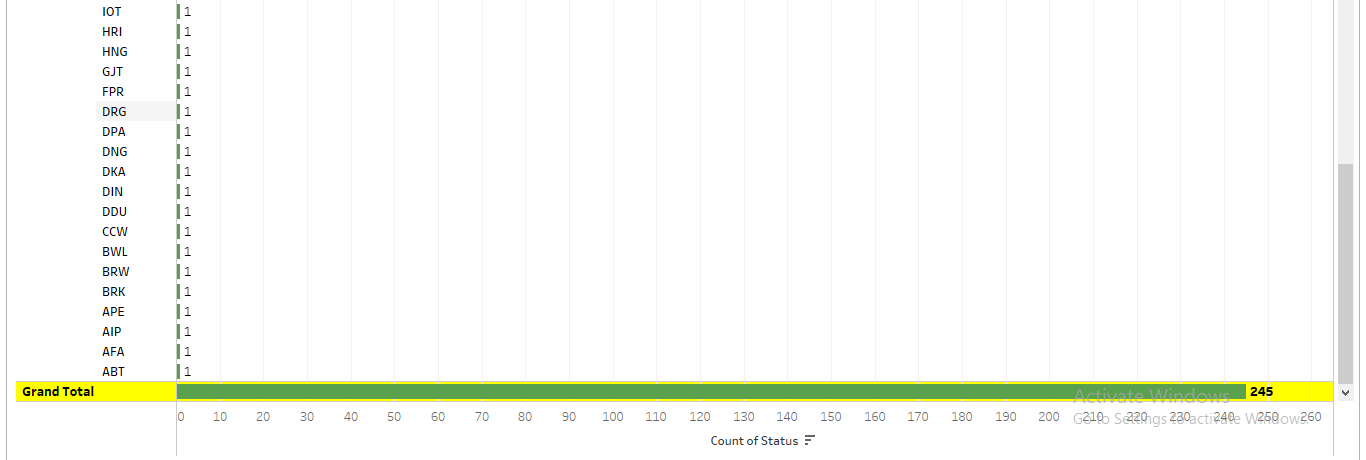 IOT 1
HRI 1
HNG 1
GJT 1
FPR 1
DRG 1
DPA 1
DNG 1
DKA 1
DIN 1
DDU 1
CCW 1
BWL 1
BRW 1
BRK 1
APE 1
AIP 1
AFA 1
ABT 1
Grand Total 245
Activate Windows
0 10 20 30 40 50 60 70 80 90 100 110 120 130 140 150 160 170 180 190 200 210 220 230 240 250 260
Go to Settings to activate Windows.
Count of Status